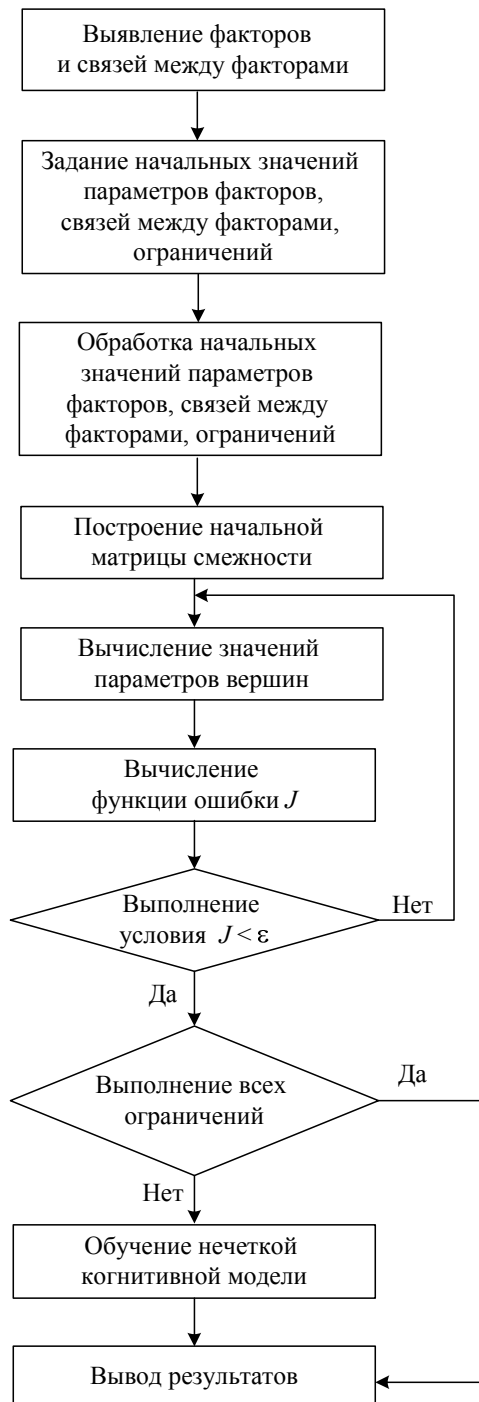 Выявление факторов
и связей между факторами
Задание начальных значений
параметров факторов,
связей между факторами,
ограничений
Обработка начальных
значений параметров
факторов, связей между
факторами, ограничений
Построение начальной
матрицы смежности
Вычисление значений
параметров вершин
Вычисление
функции ошибки J
Выполнение
условия J < ε
Нет
Да
Выполнение всех
ограничений
Да
Нет
Обучение нечеткой
когнитивной модели
Вывод результатов